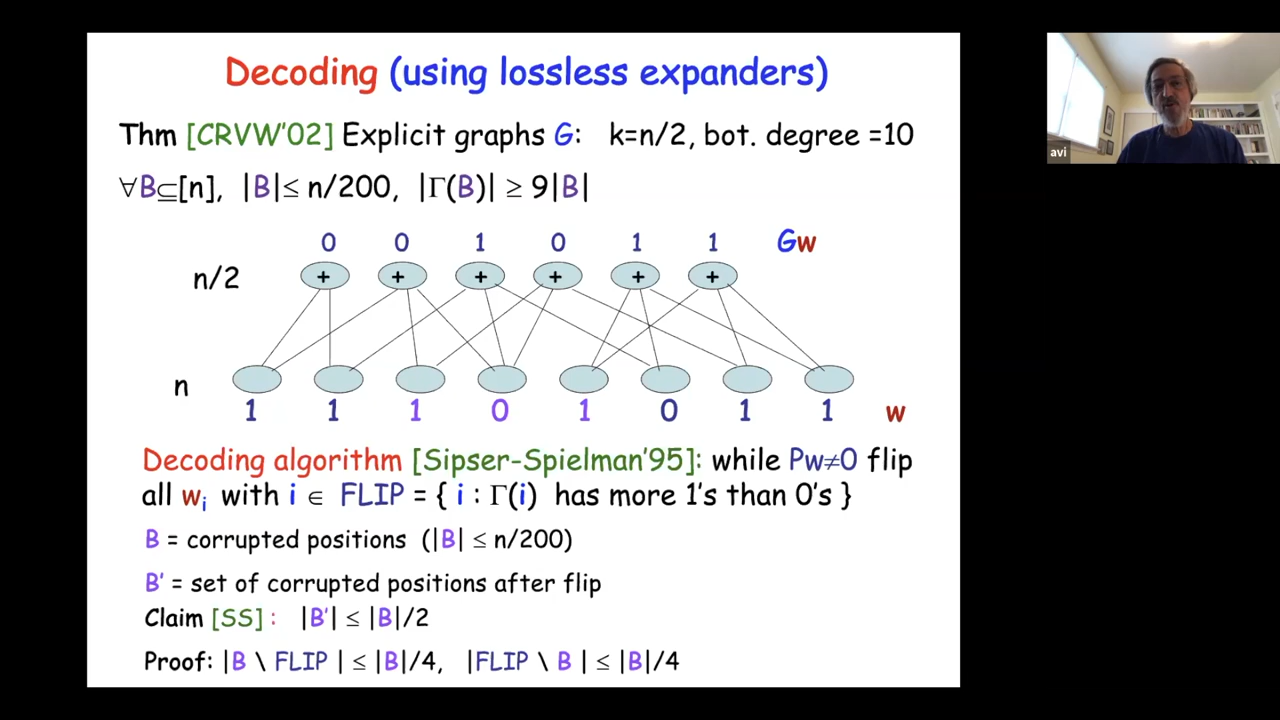 Decoding (using lossless expanders)
Thm [CRVW'02] Explicit graphs G: k=n/2, bot. degree =10
∀B⊆[n], |B|≤ n/200, |Γ(B)| ≥ 9|B|
0 0 1 0 1 1 Gw
n/2 + + + + + +
n
1 1 1 0 1 0 1 1 w
Decoding algorithm [Sipser-Spielman'95]: while Pw≠0 flip
all wᵢ with i ∈ FLIP = { i : Γ(i) has more 1's than 0's }
B = corrupted positions (|B| ≤ n/200)
B' = set of corrupted positions after flip
Claim [SS] : |B'| ≤ |B|/2
Proof: |B \ FLIP | ≤ |B|/4, |FLIP \ B | ≤ |B|/4
avi